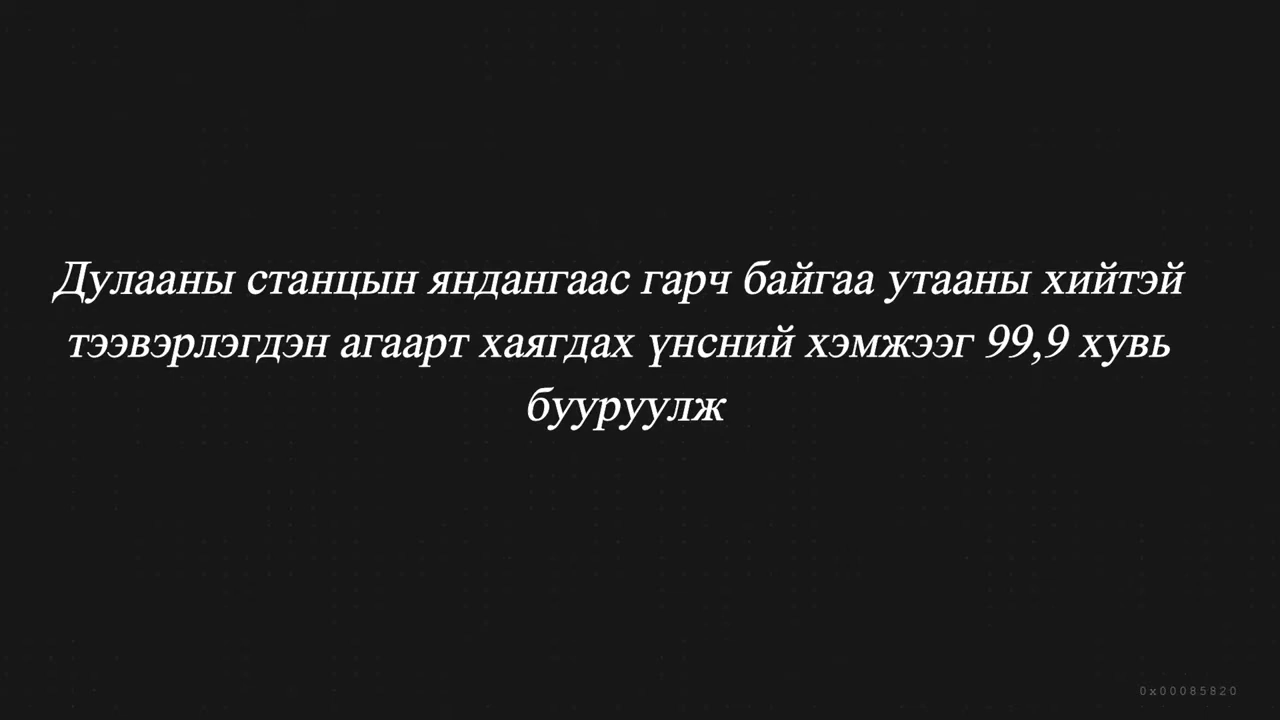 Дулааны станцын яндангаас гарч байгаа утааны хийтэй
тээвэрлэгдэн агаарт хаягдах үнсний хэмжээг 99,9 хувь
бууруулж
0x00085820